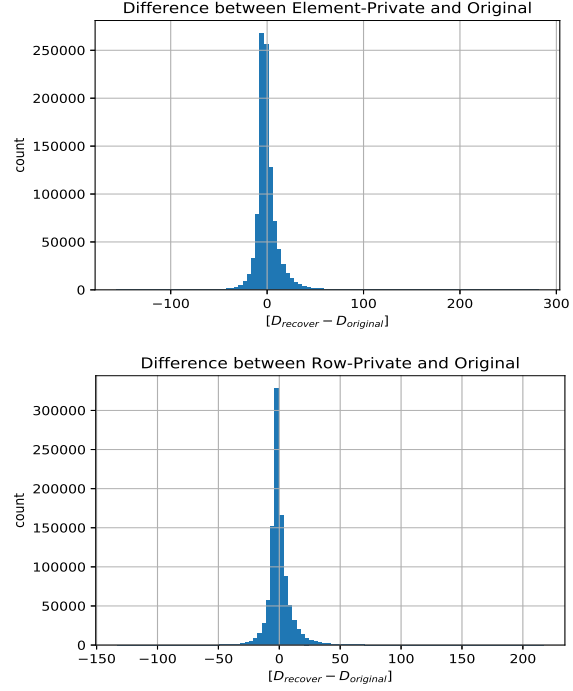 Difference between Element-Private and Original
250000
200000
150000
100000
50000
0
count
−100 0 100 200 300
[D_recover − D_original]
Difference between Row-Private and Original
300000
250000
200000
150000
100000
50000
0
count
−150 −100 −50 0 50 100 150 200
[D_recover − D_original]